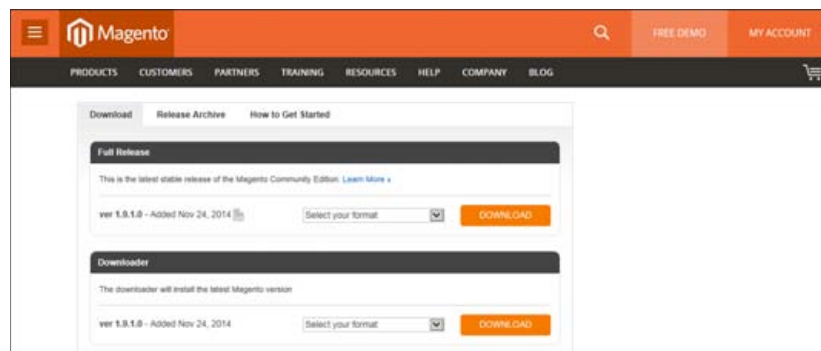 Magento
FREE DEMO
MY ACCOUNT
PRODUCTS CUSTOMERS PARTNERS TRAINING RESOURCES HELP COMPANY BLOG
Download Release Archive How to Get Started
Full Release
This is the latest stable release of the Magento Community Edition. Learn More »
ver 1.9.1.0 - Added Nov 24, 2014 Select your format DOWNLOAD
Downloader
The downloader will install the latest Magento version
ver 1.9.1.0 - Added Nov 24, 2014 Select your format DOWNLOAD